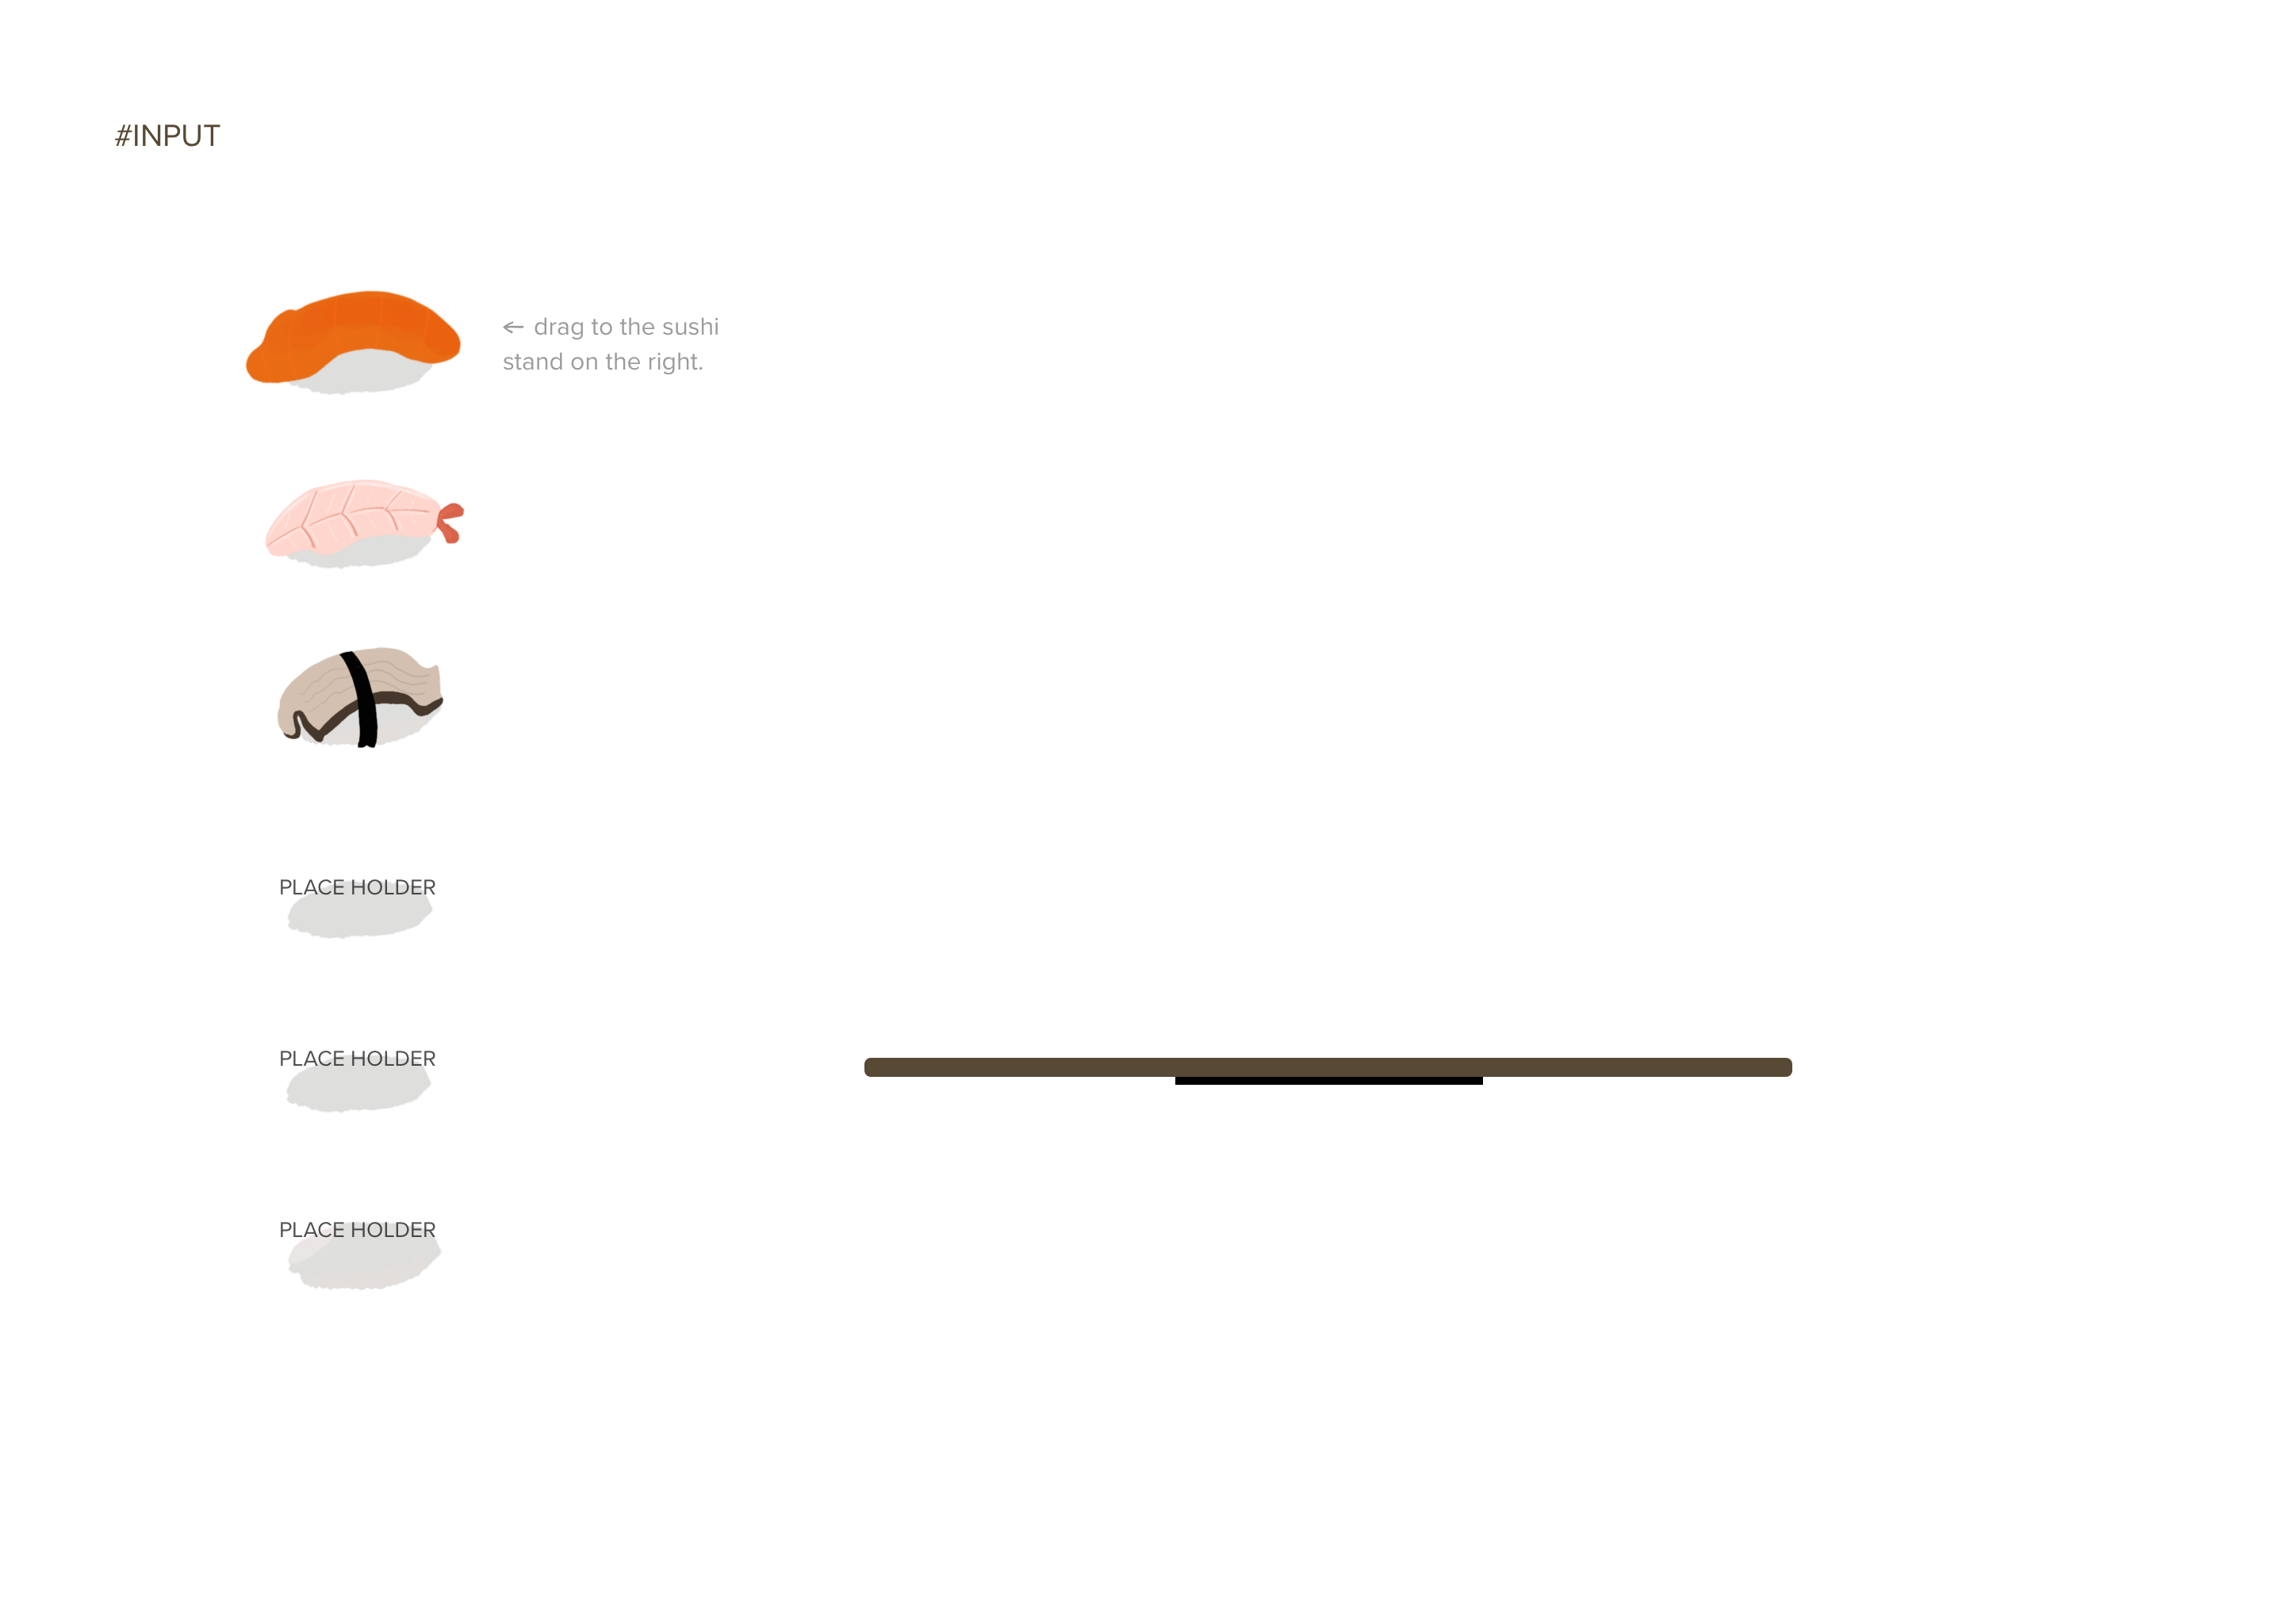 #INPUT
← drag to the sushi
stand on the right.
PLACE HOLDER
PLACE HOLDER
PLACE HOLDER